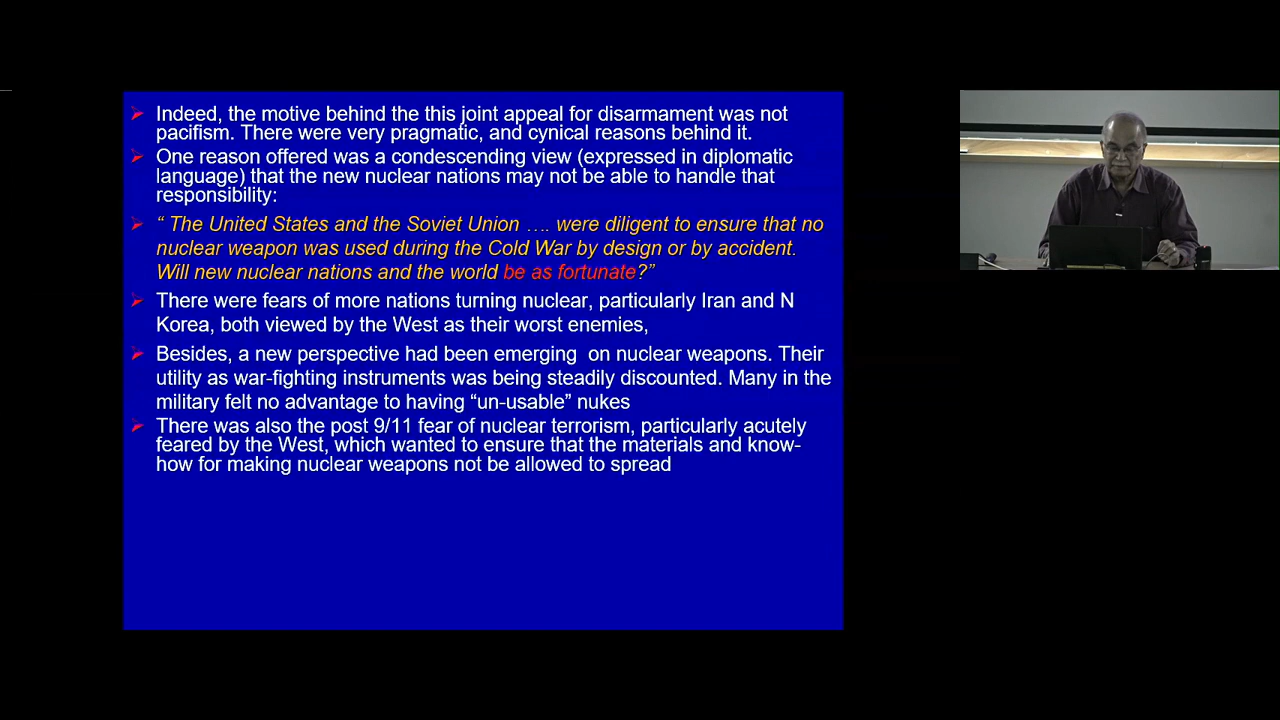 Indeed, the motive behind the this joint appeal for disarmament was not
pacifism. There were very pragmatic, and cynical reasons behind it.
One reason offered was a condescending view (expressed in diplomatic
language) that the new nuclear nations may not be able to handle that
responsibility:
“ The United States and the Soviet Union …. were diligent to ensure that no
nuclear weapon was used during the Cold War by design or by accident.
Will new nuclear nations and the world be as fortunate?”
There were fears of more nations turning nuclear, particularly Iran and N
Korea, both viewed by the West as their worst enemies,
Besides, a new perspective had been emerging on nuclear weapons. Their
utility as war-fighting instruments was being steadily discounted. Many in the
military felt no advantage to having “un-usable” nukes
There was also the post 9/11 fear of nuclear terrorism, particularly acutely
feared by the West, which wanted to ensure that the materials and know-
how for making nuclear weapons not be allowed to spread